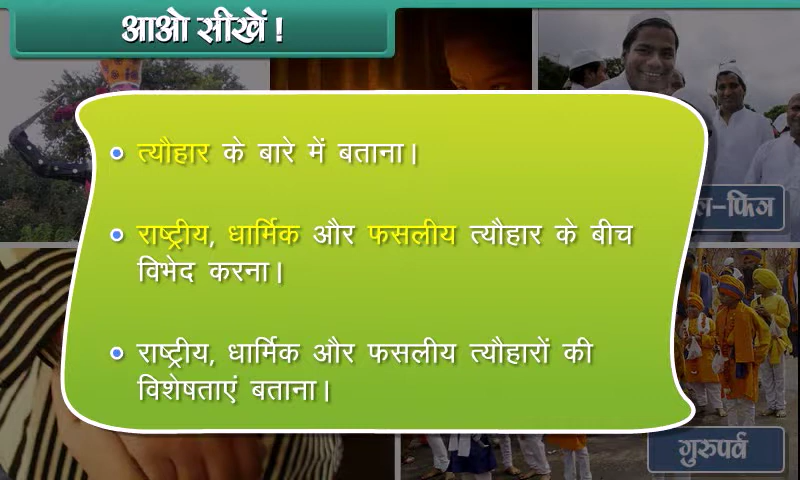 आओ सीखें!
त्यौहार के बारे में बताना।
राष्ट्रीय, धार्मिक और फसलीय त्यौहार के बीच
विभेद करना।
राष्ट्रीय, धार्मिक और फसलीय त्यौहारों की
विशेषताएं बताना।
गुरुपर्व